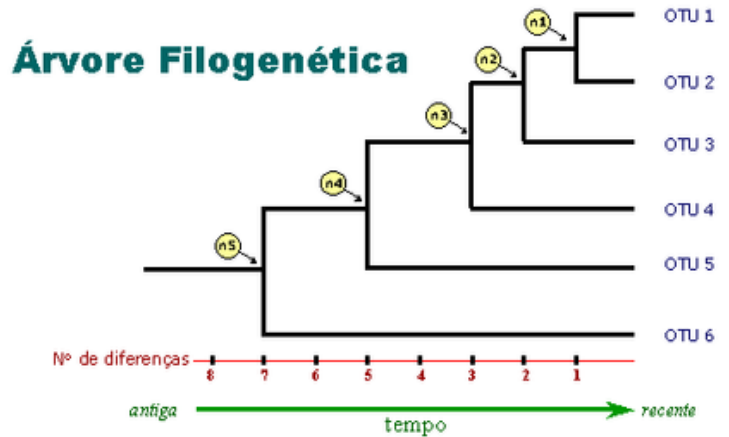 Árvore Filogenética
n1
OTU 1
n2
OTU 2
n3
OTU 3
n4
OTU 4
n5
OTU 5
OTU 6
Nº de diferenças
8 7 6 5 4 3 2 1
antiga
tempo
recente